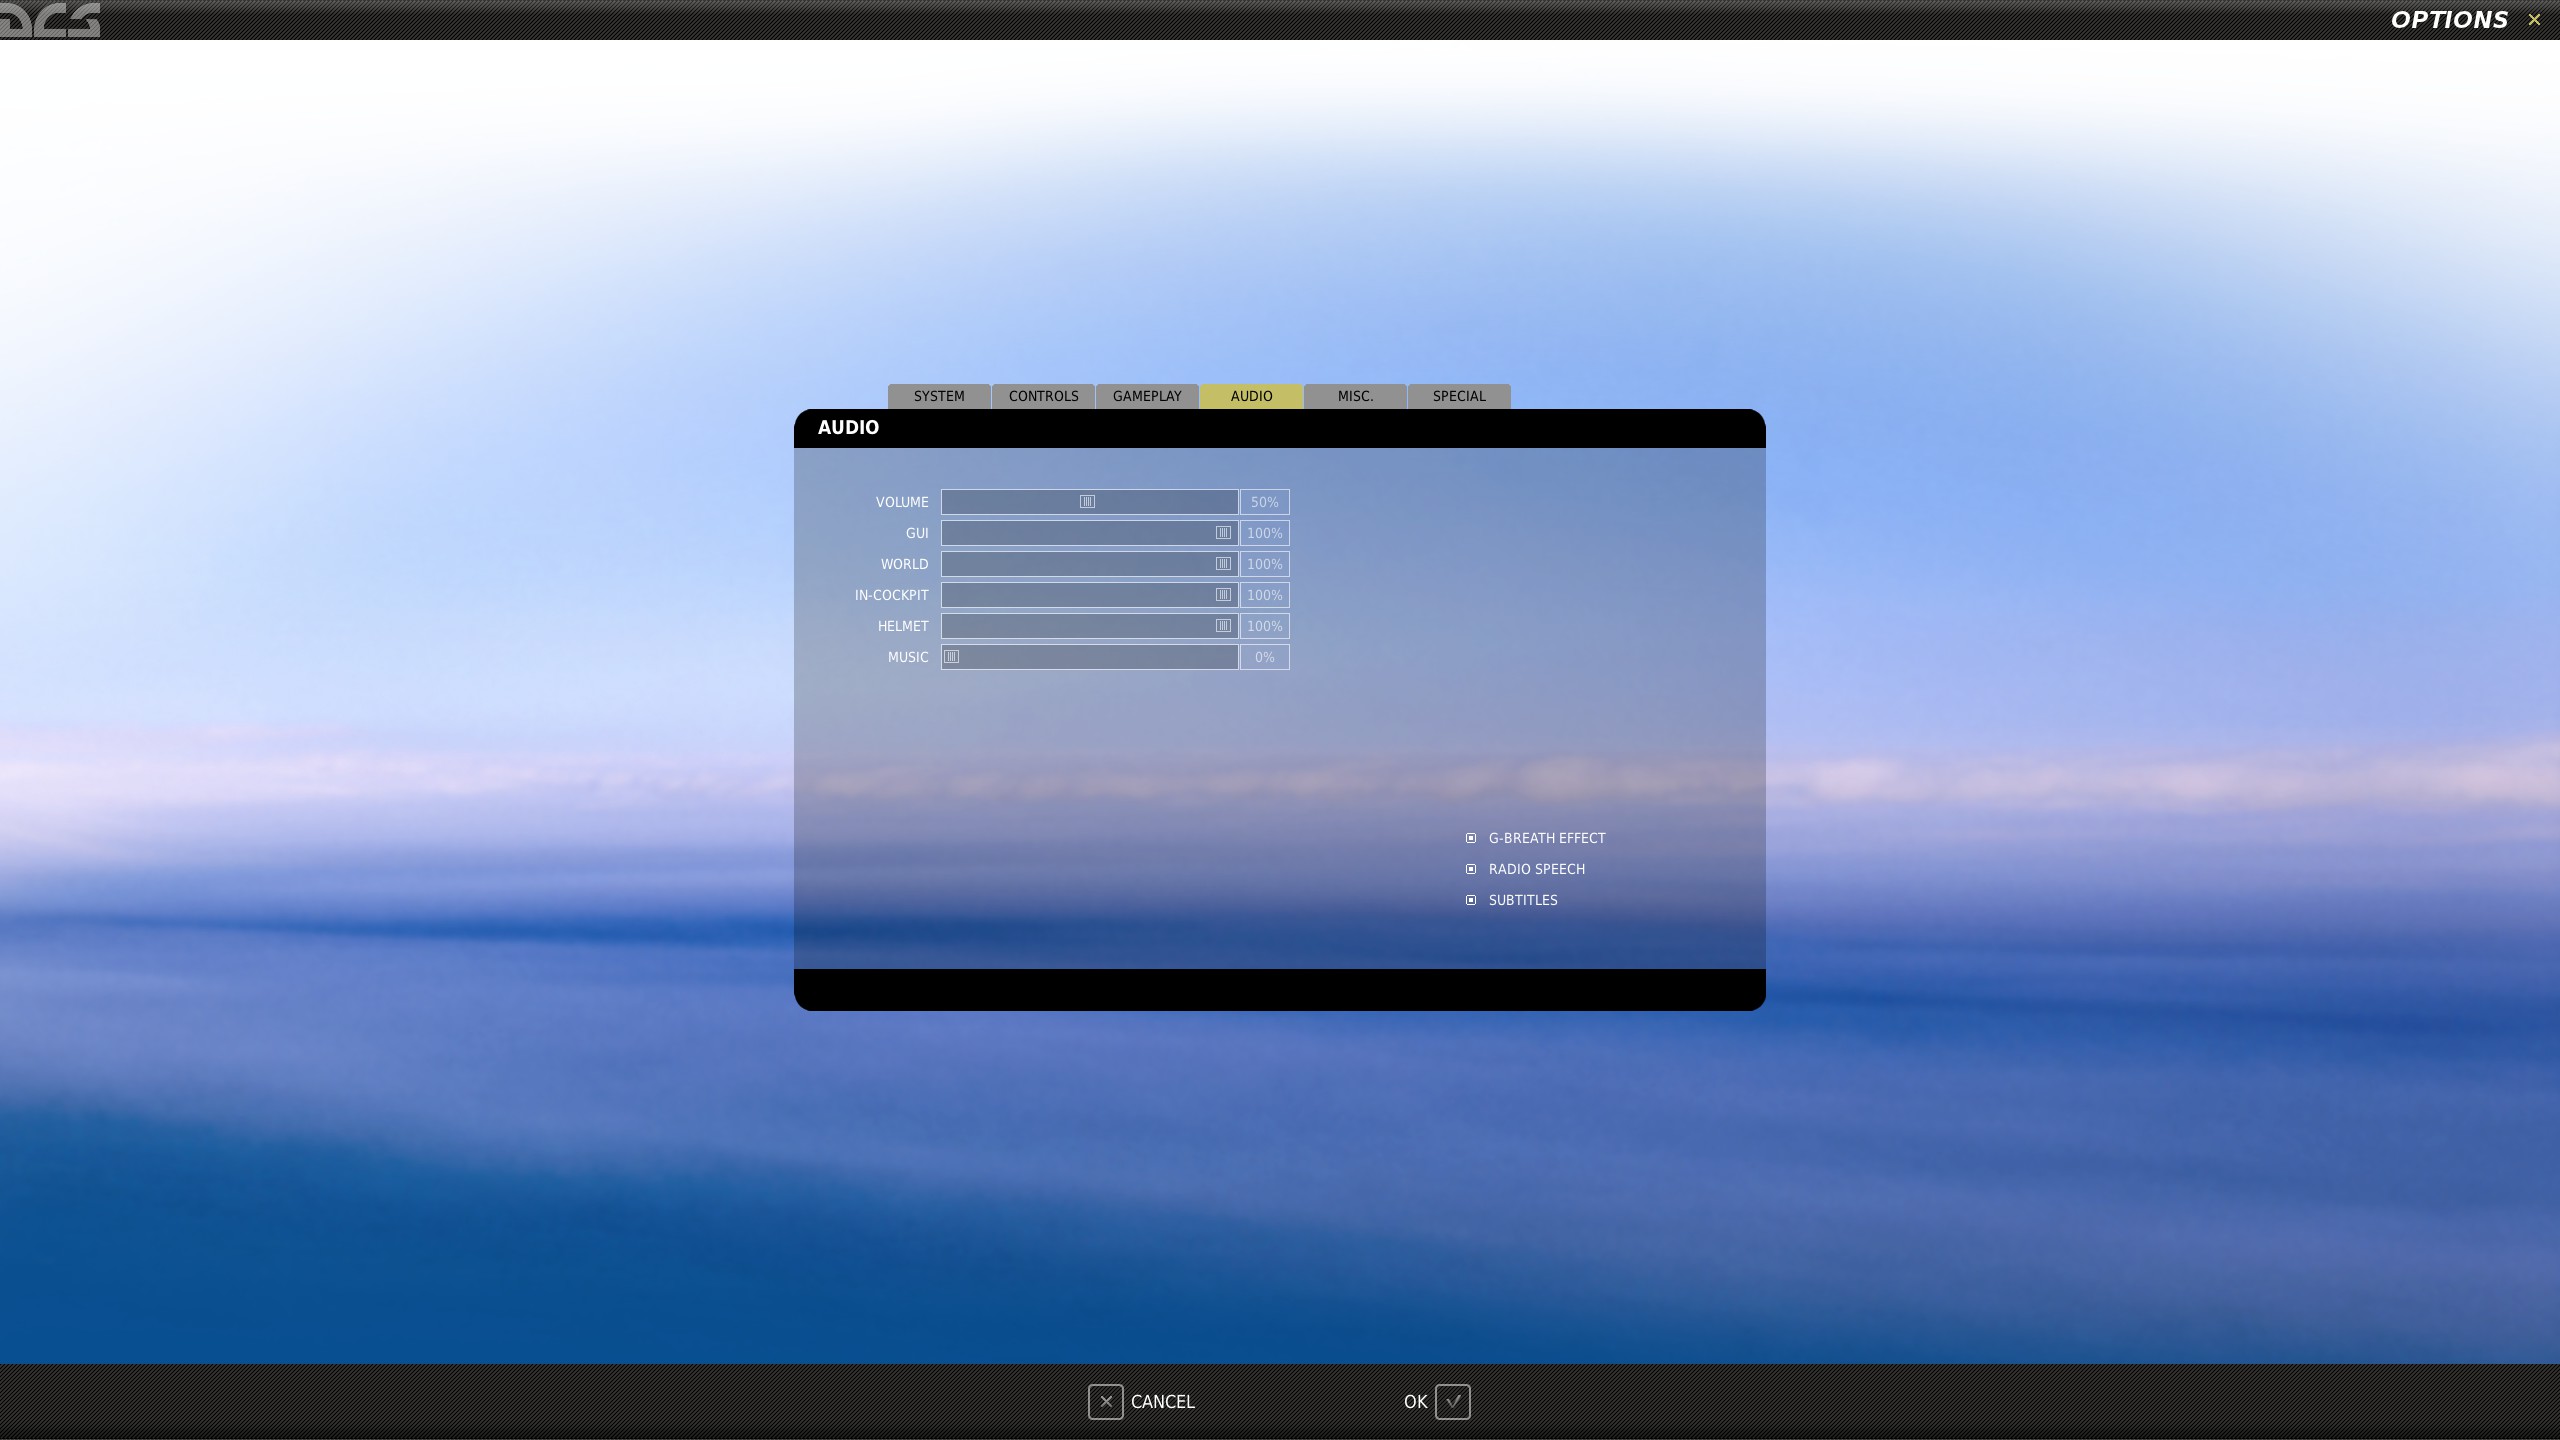 DCS
OPTIONS
SYSTEM CONTROLS GAMEPLAY AUDIO MISC. SPECIAL
AUDIO
VOLUME 50%
GUI 100%
WORLD 100%
IN-COCKPIT 100%
HELMET 100%
MUSIC 0%
G-BREATH EFFECT
RADIO SPEECH
SUBTITLES
CANCEL OK